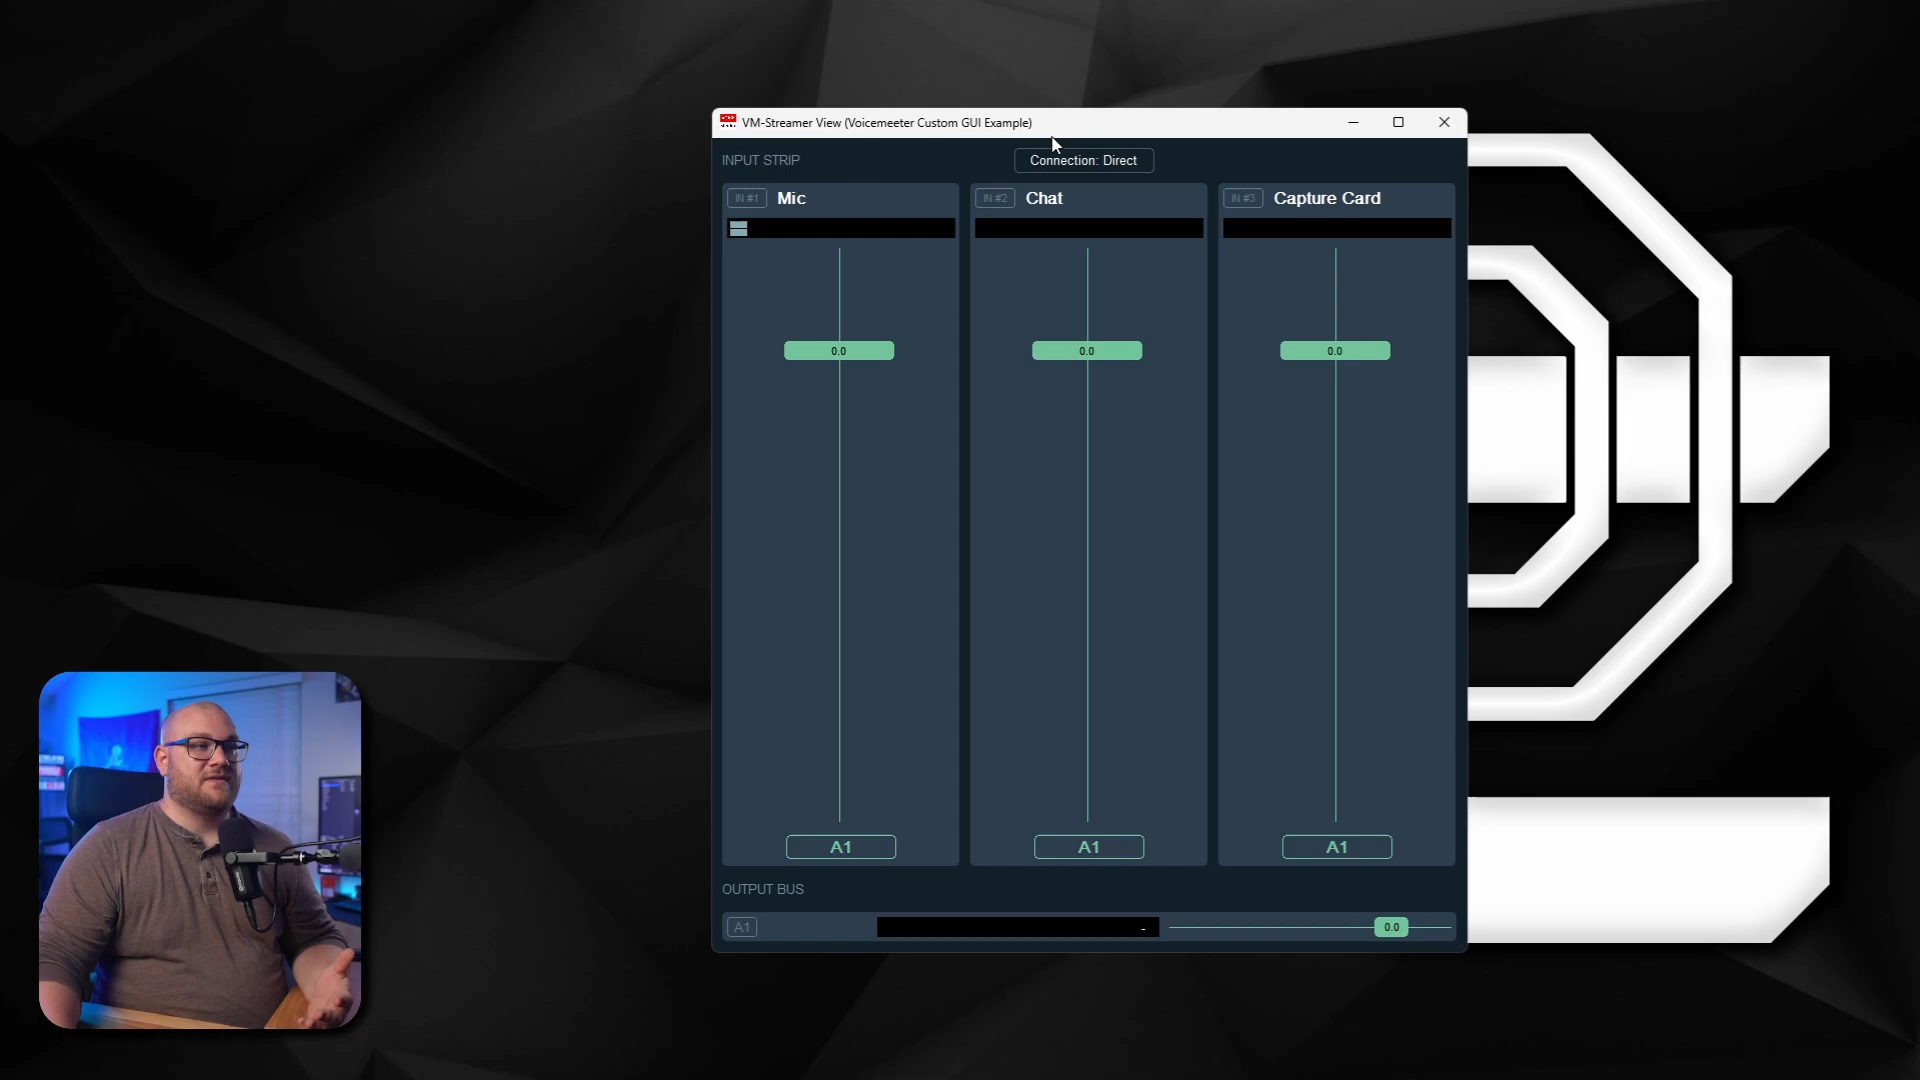 VM-Streamer View (Voicemeeter Custom GUI Example)
INPUT STRIP
Connection: Direct
IN #1 Mic
IN #2 Chat
IN #3 Capture Card
0.0
0.0
0.0
A1
A1
A1
OUTPUT BUS
A1
-
0.0